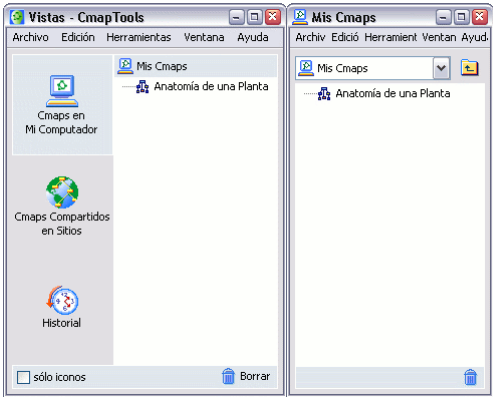 Vistas - CmapTools
Archivo Edición Herramientas Ventana Ayuda
Mis Cmaps
Anatomía de una Planta
Cmaps en
Mi Computador
Cmaps Compartidos
en Sitios
Historial
sólo iconos
Borrar
Mis Cmaps
Archiv Edició Herramient Ventan Ayud
Mis Cmaps
Anatomía de una Planta